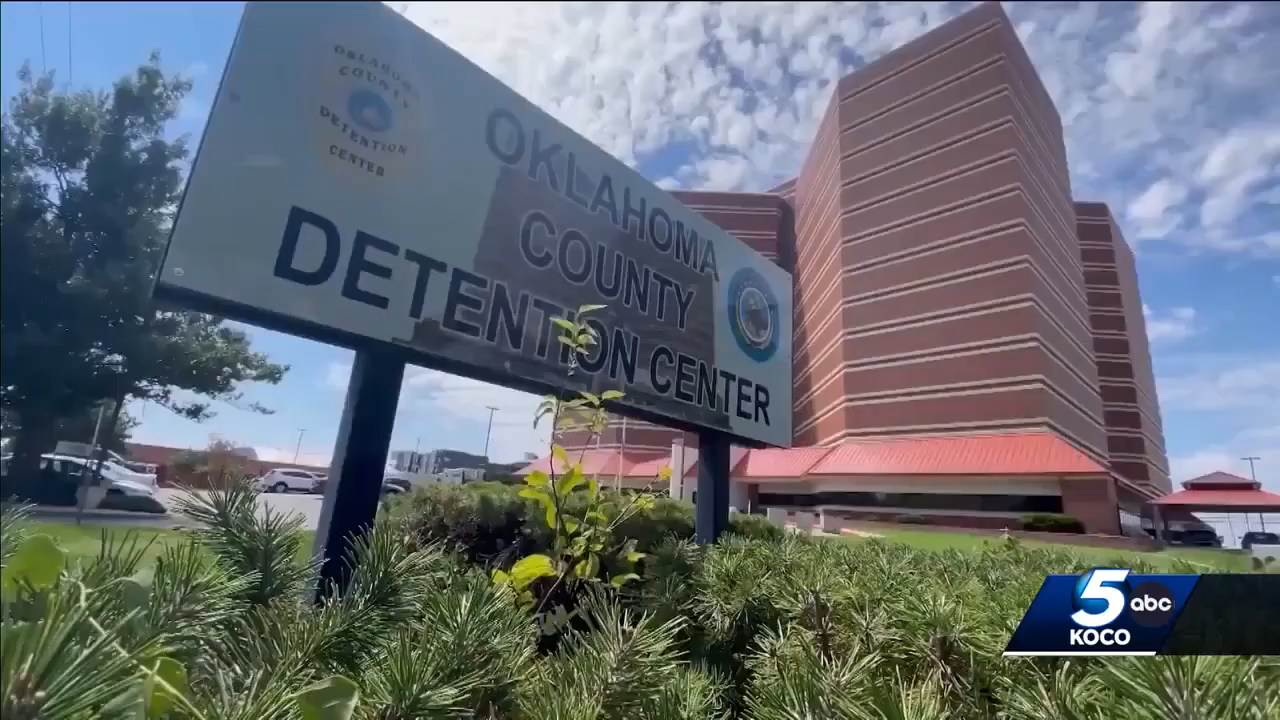 OKLAHOMA
COUNTY
DETENTION
CENTER
OKLAHOMA
COUNTY
DETENTION CENTER
5
abc
KOCO